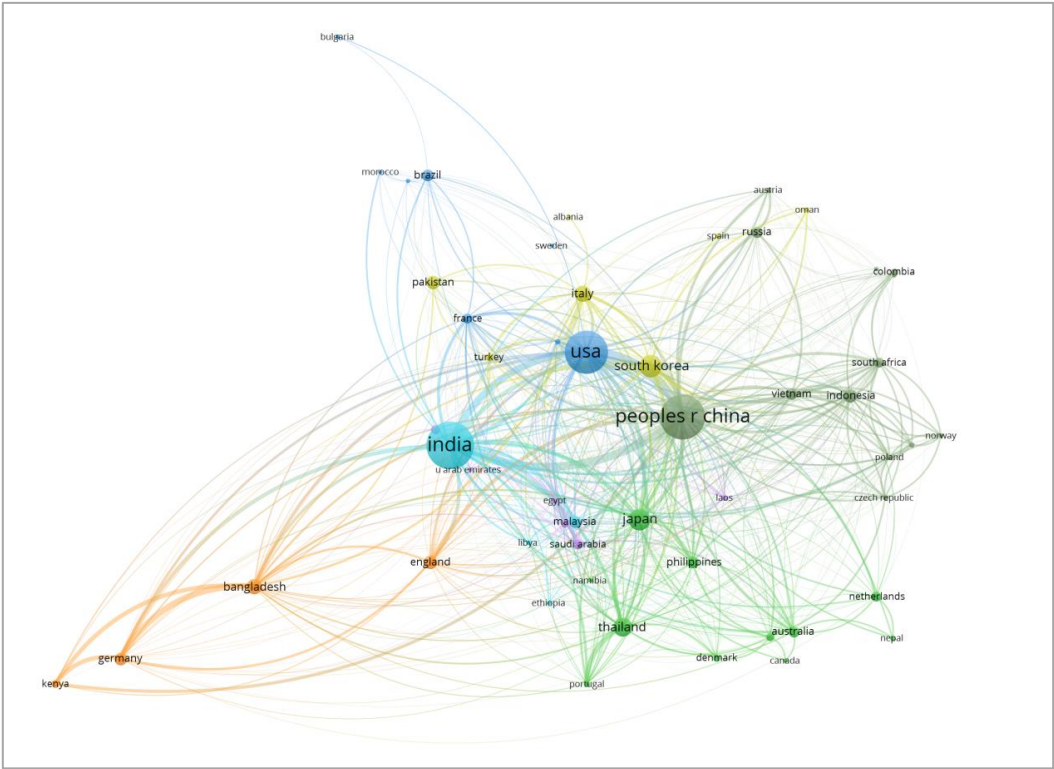 bulgaria
morocco
brazil
austria
oman
albania
spain
russia
sweden
colombia
pakistan
italy
france
usa
turkey
south korea
south africa
vietnam
indonesia
peoples r china
norway
india
poland
u arab emirates
laos
czech republic
egypt
malaysia
japan
libya
saudi arabia
england
philippines
namibia
bangladesh
netherlands
ethiopia
thailand
australia
nepal
germany
denmark
canada
kenya
portugal